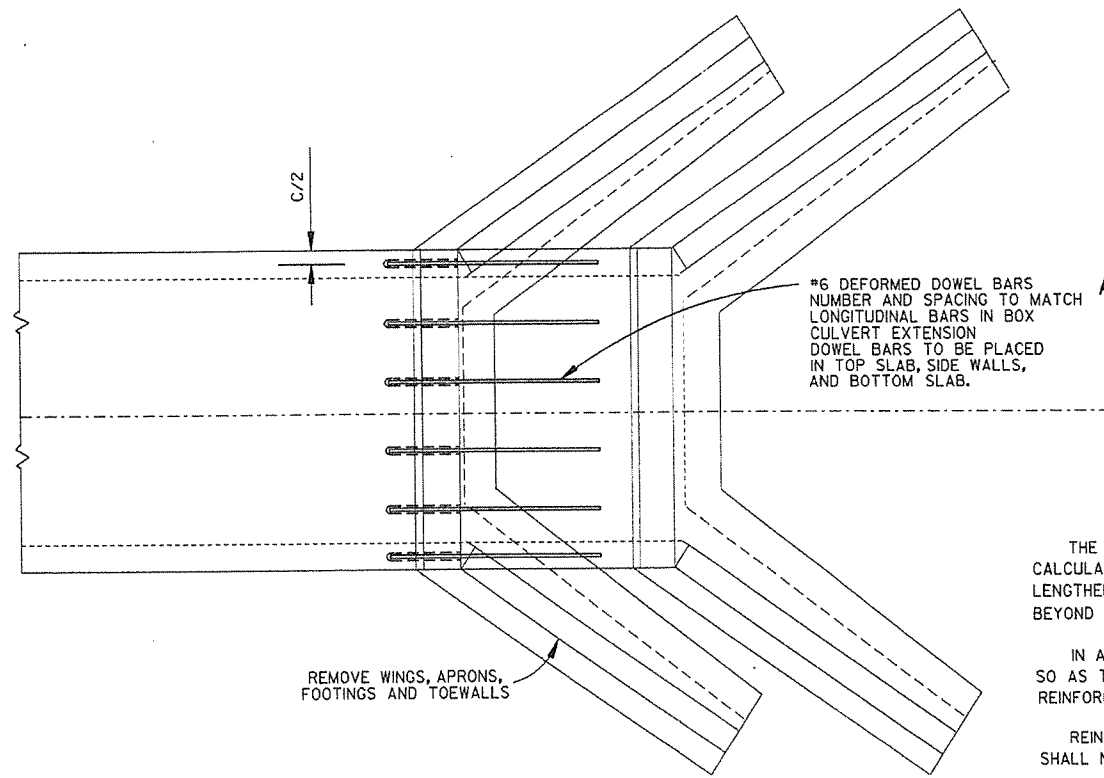 C/2
#6 DEFORMED DOWEL BARS
NUMBER AND SPACING TO MATCH
LONGITUDINAL BARS IN BOX
CULVERT EXTENSION
DOWEL BARS TO BE PLACED
IN TOP SLAB, SIDE WALLS,
AND BOTTOM SLAB.
REMOVE WINGS, APRONS,
FOOTINGS AND TOEWALLS
THE
CALCULA
LENGTHE
BEYOND
IN A
SO AS T
REINFOR
REIN
SHALL N